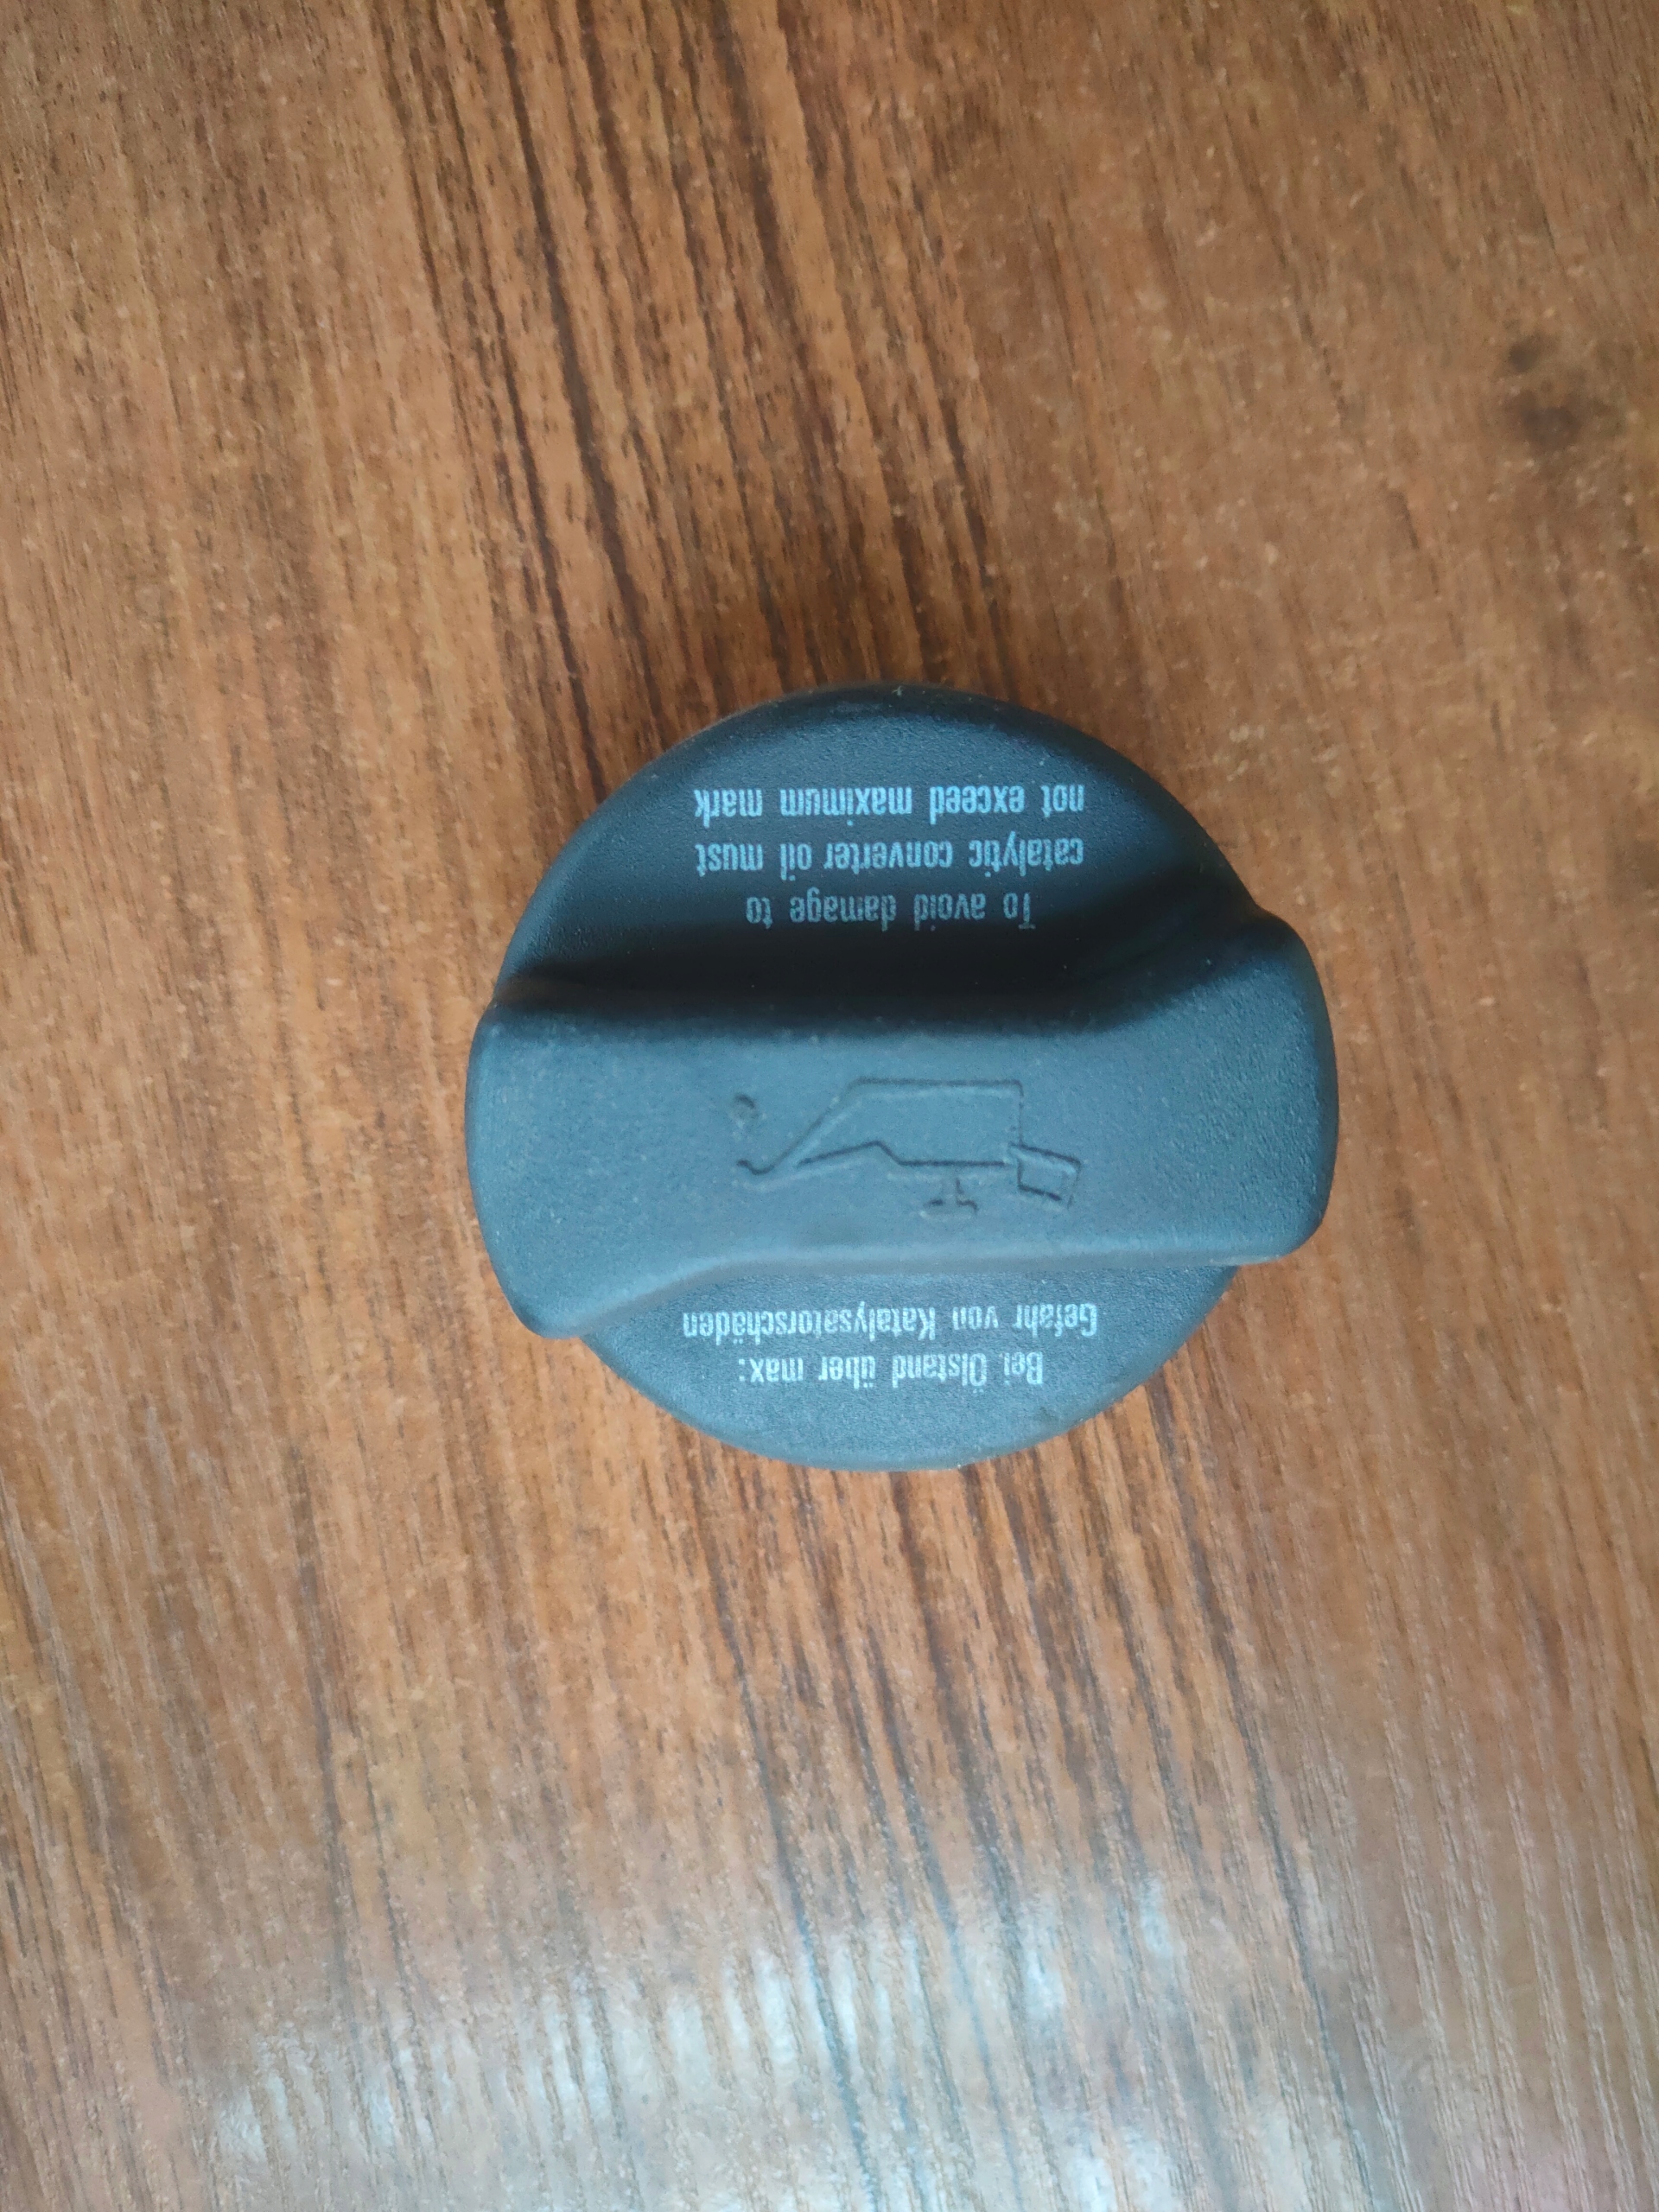 Bei Ölstand über max:
Gefahr von Katalysatorschäden
To avoid damage to
catalytic converter oil must
not exceed maximum mark